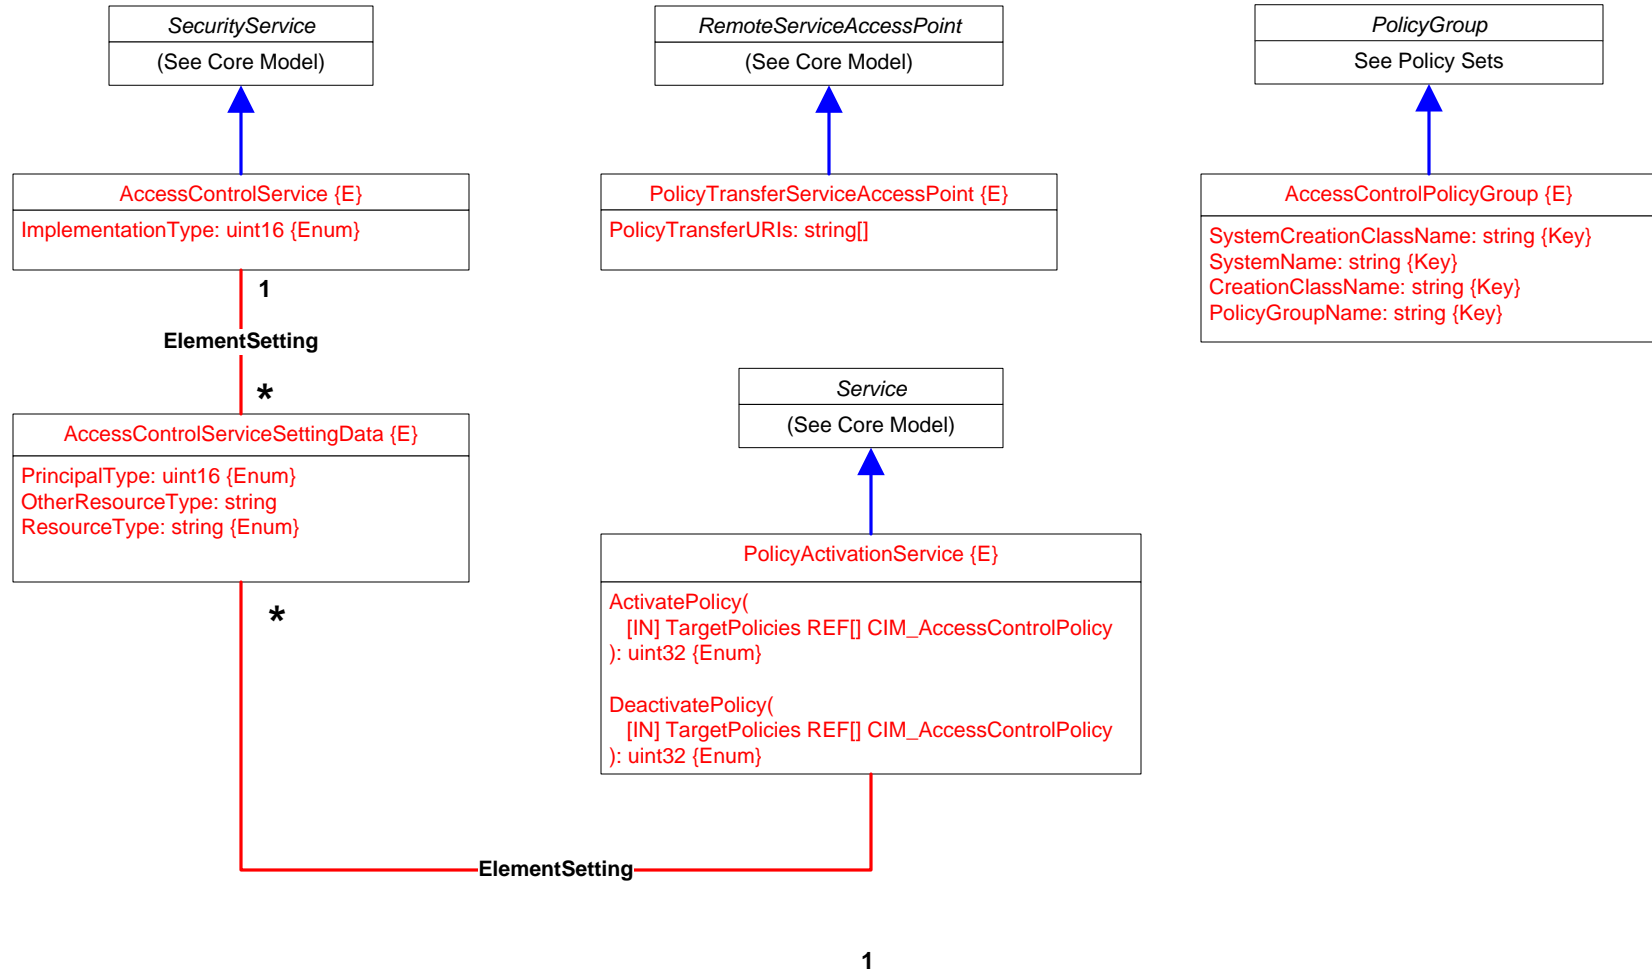 SecurityService
(See Core Model)
RemoteServiceAccessPoint
(See Core Model)
PolicyGroup
See Policy Sets
AccessControlService {E}
ImplementationType: uint16 {Enum}
PolicyTransferServiceAccessPoint {E}
PolicyTransferURIs: string[]
AccessControlPolicyGroup {E}
SystemCreationClassName: string {Key}
SystemName: string {Key}
CreationClassName: string {Key}
PolicyGroupName: string {Key}
1
ElementSetting
*
AccessControlServiceSettingData {E}
PrincipalType: uint16 {Enum}
OtherResourceType: string
ResourceType: string {Enum}
*
Service
(See Core Model)
PolicyActivationService {E}
ActivatePolicy(
[IN] TargetPolicies REF[] CIM_AccessControlPolicy
): uint32 {Enum}
DeactivatePolicy(
[IN] TargetPolicies REF[] CIM_AccessControlPolicy
): uint32 {Enum}
ElementSetting
1